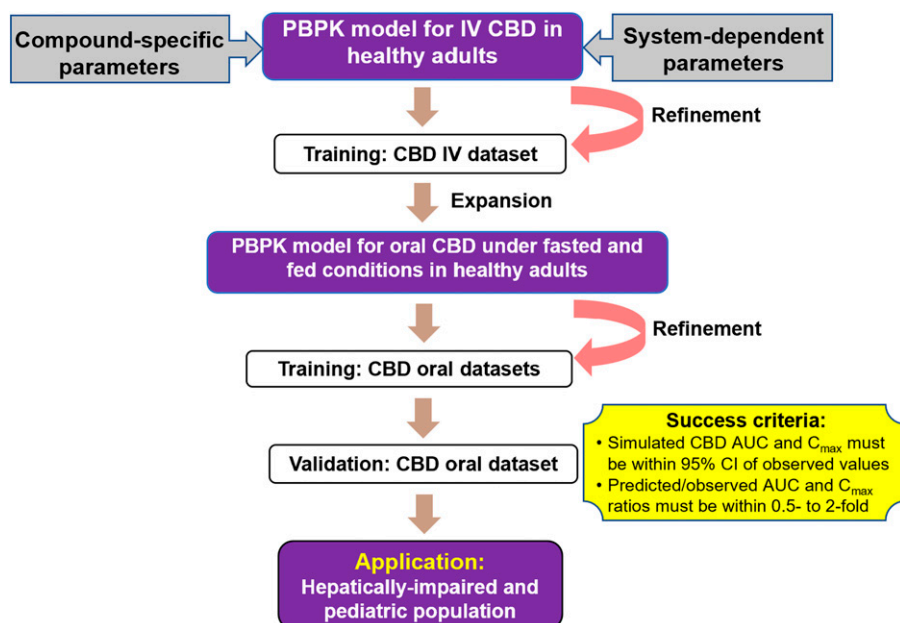 Compound-specific
parameters
PBPK model for IV CBD in
healthy adults
System-dependent
parameters
Refinement
Training: CBD IV dataset
Expansion
PBPK model for oral CBD under fasted and
fed conditions in healthy adults
Refinement
Training: CBD oral datasets
Validation: CBD oral dataset
Success criteria:
• Simulated CBD AUC and Cmax must
be within 95% CI of observed values
• Predicted/observed AUC and Cmax
ratios must be within 0.5- to 2-fold
Application:
Hepatically-impaired and
pediatric population